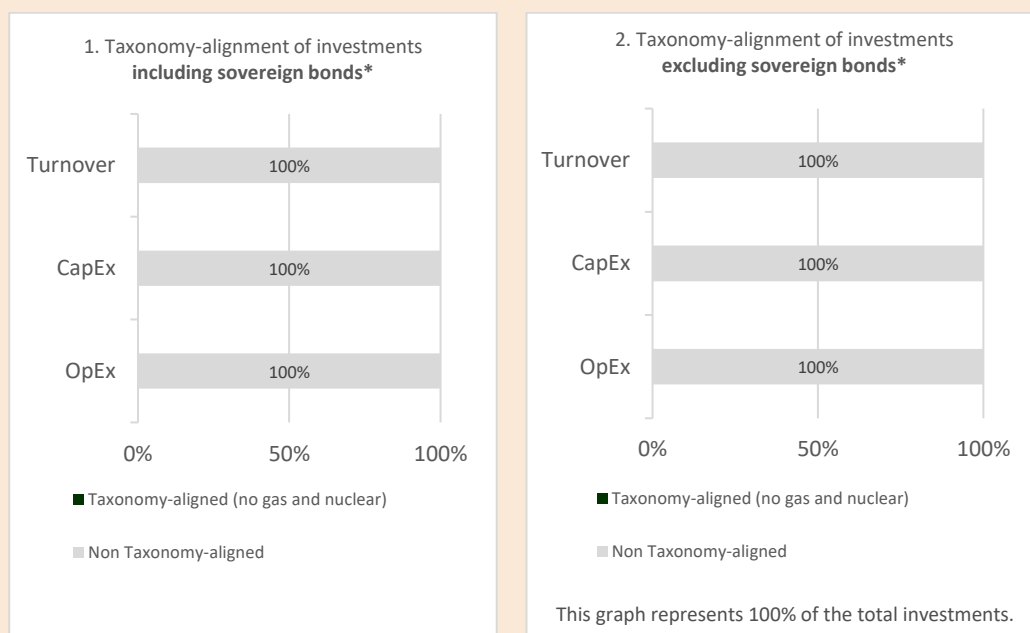 1. Taxonomy-alignment of investments
including sovereign bonds*
Turnover
100%
CapEx
100%
OpEx
100%
0%
50%
100%
Taxonomy-aligned (no gas and nuclear)
Non Taxonomy-aligned
2. Taxonomy-alignment of investments
excluding sovereign bonds*
Turnover
100%
CapEx
100%
OpEx
100%
0%
50%
100%
Taxonomy-aligned (no gas and nuclear)
Non Taxonomy-aligned
This graph represents 100% of the total investments.